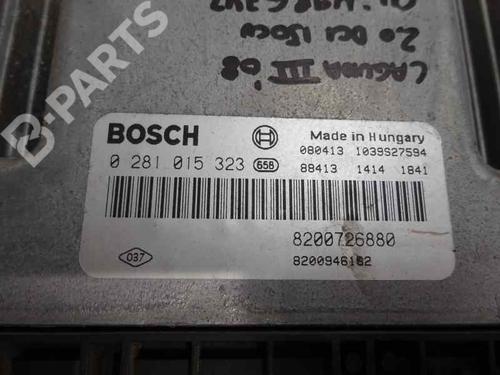 2.0 DCI 150CV
LAGUNA III '08
B-PARTS
BOSCH
Made in Hungary
080413 1039S27594
0 281 015 323 658
88413 1414 1841
8200726880
037
8200946162